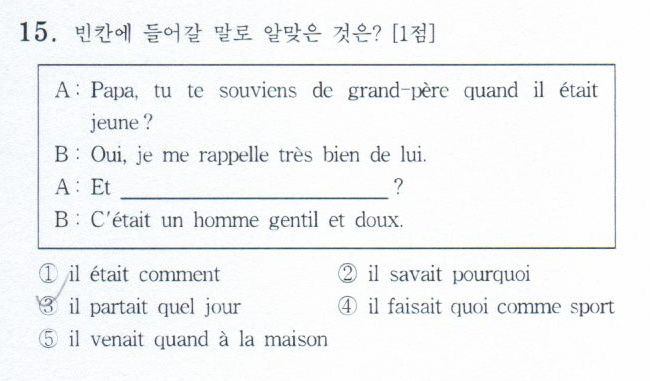 15. 빈칸에 들어갈 말로 알맞은 것은? [1점]
A : Papa, tu te souviens de grand-père quand il était
jeune ?
B : Oui, je me rappelle très bien de lui.
A : Et ____________________ ?
B : C'était un homme gentil et doux.
① il était comment ② il savait pourquoi
③ il partait quel jour ④ il faisait quoi comme sport
⑤ il venait quand à la maison